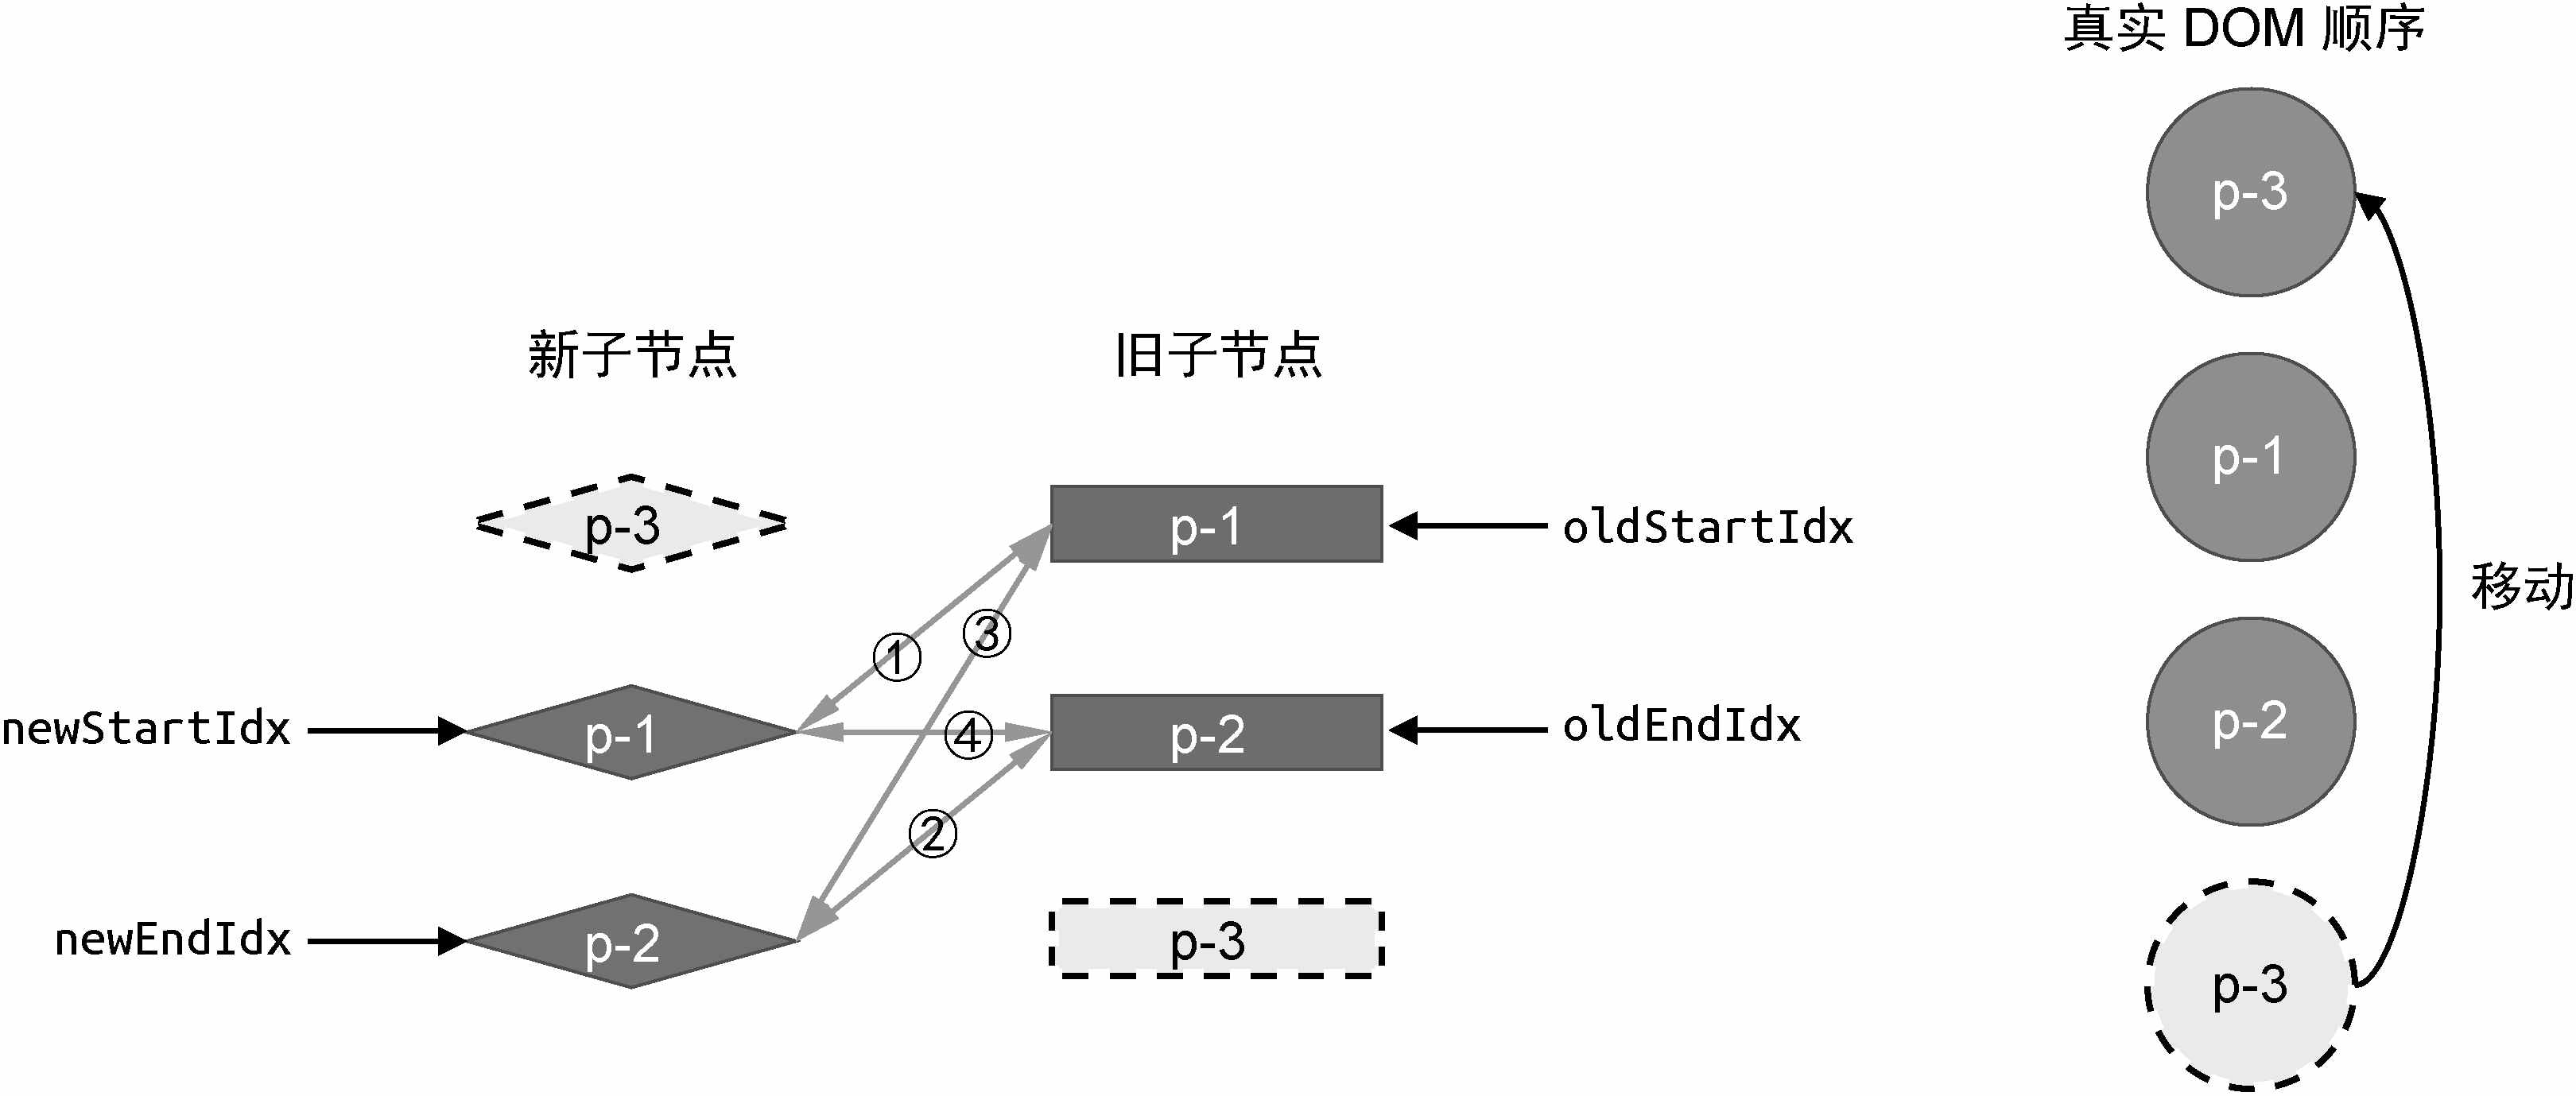 真实 DOM 顺序
p-3
新子节点
旧子节点
p-1
p-3
p-1
oldStartIdx
移动
①
③
newStartIdx
p-1
④
p-2
oldEndIdx
p-2
②
newEndIdx
p-2
p-3
p-3